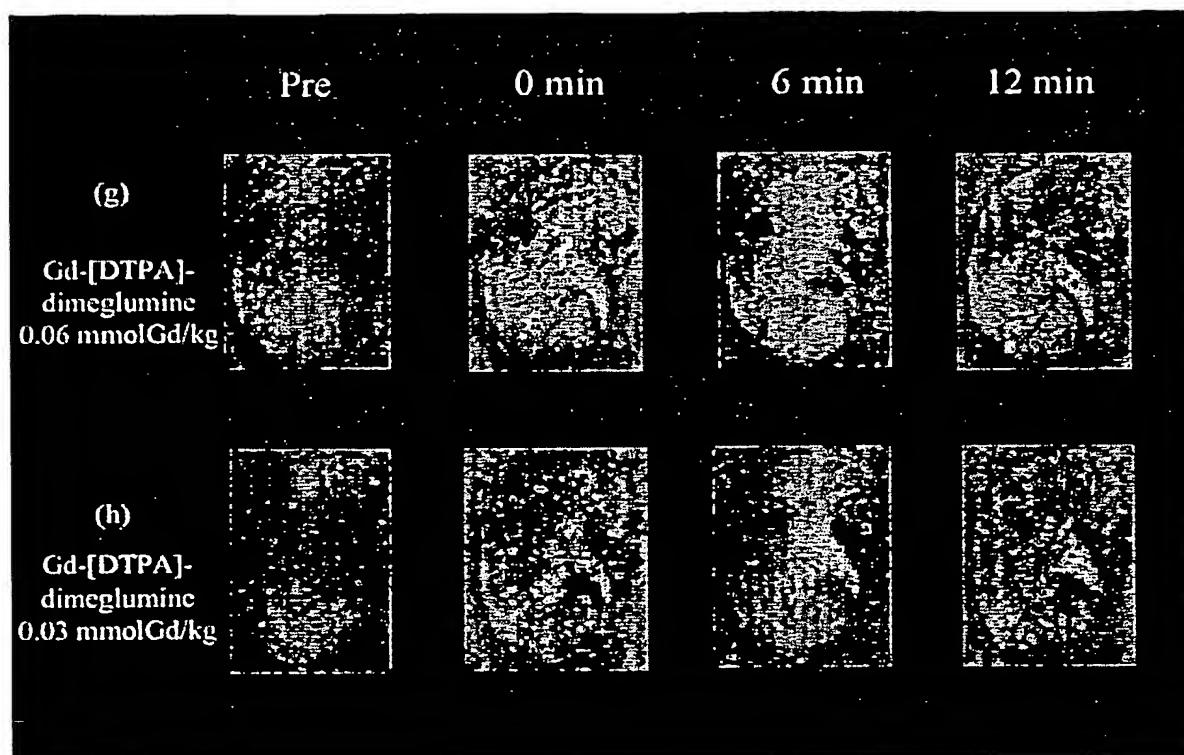 Pre 0 min 6 min 12 min
(g)
Gd-[DTPA]-
dimeglumine
0.06 mmolGd/kg
(h)
Gd-[DTPA]-
dimeglumine
0.03 mmolGd/kg